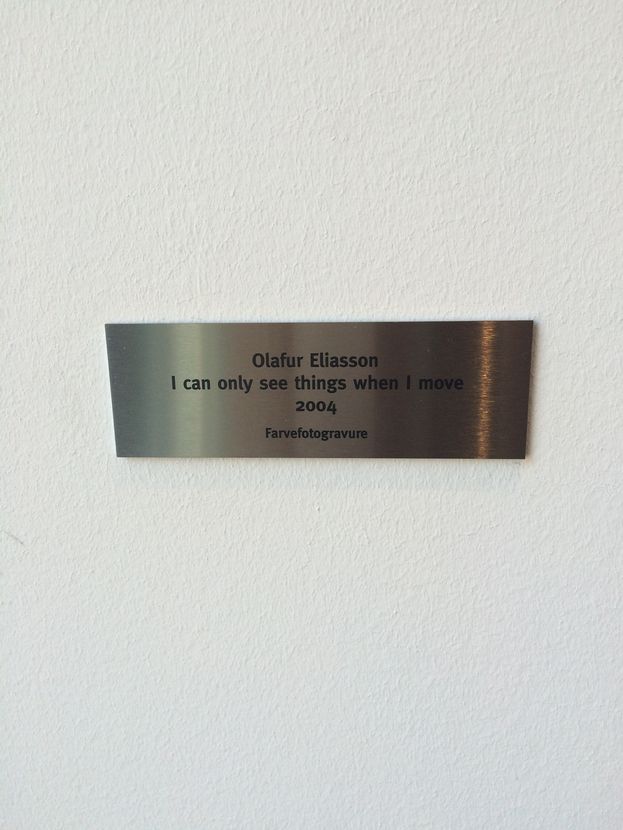 Olafur Eliasson
I can only see things when I move
2004
Farvefotogravure